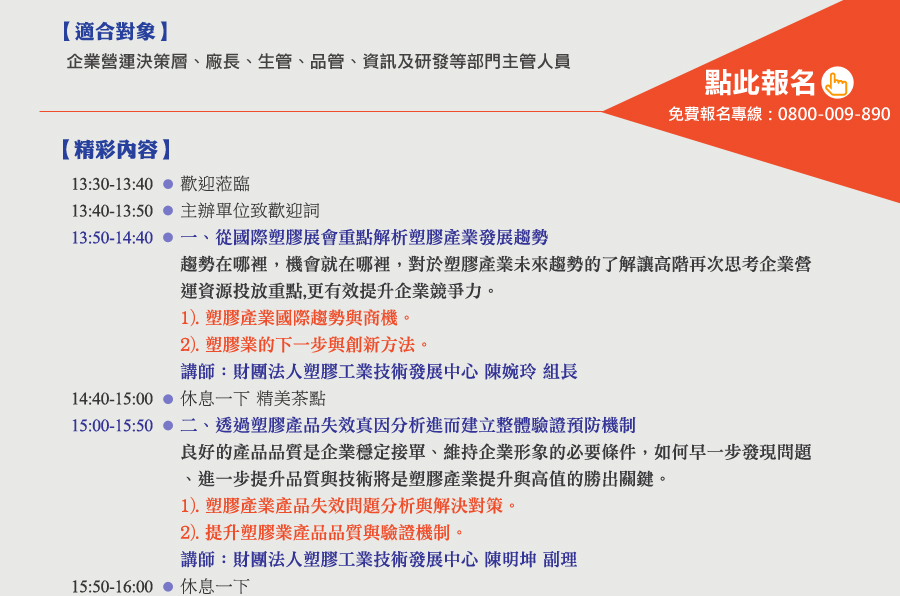 【適合對象】
企業營運決策層、廠長、生管、品管、資訊及研發等部門主管人員
點此報名
免費報名專線：0800-009-890
【精彩內容】
13:30-13:40 ● 歡迎蒞臨
13:40-13:50 ● 主辦單位致歡迎詞
13:50-14:40 ● 一、從國際塑膠展會重點解析塑膠產業發展趨勢
趨勢在哪裡，機會就在哪裡，對於塑膠產業未來趨勢的了解讓高階再次思考企業營
運資源投放重點,更有效提升企業競爭力。
1). 塑膠產業國際趨勢與商機。
2). 塑膠業的下一步與創新方法。
講師：財團法人塑膠工業技術發展中心 陳婉玲 組長
14:40-15:00 ● 休息一下 精美茶點
15:00-15:50 ● 二、透過塑膠產品失效真因分析進而建立整體驗證預防機制
良好的產品品質是企業穩定接單、維持企業形象的必要條件，如何早一步發現問題
、進一步提升品質與技術將是塑膠產業提升與高值的勝出關鍵。
1). 塑膠產業產品失效問題分析與解決對策。
2). 提升塑膠業產品品質與驗證機制。
講師：財團法人塑膠工業技術發展中心 陳明坤 副理
15:50-16:00 ● 休息一下